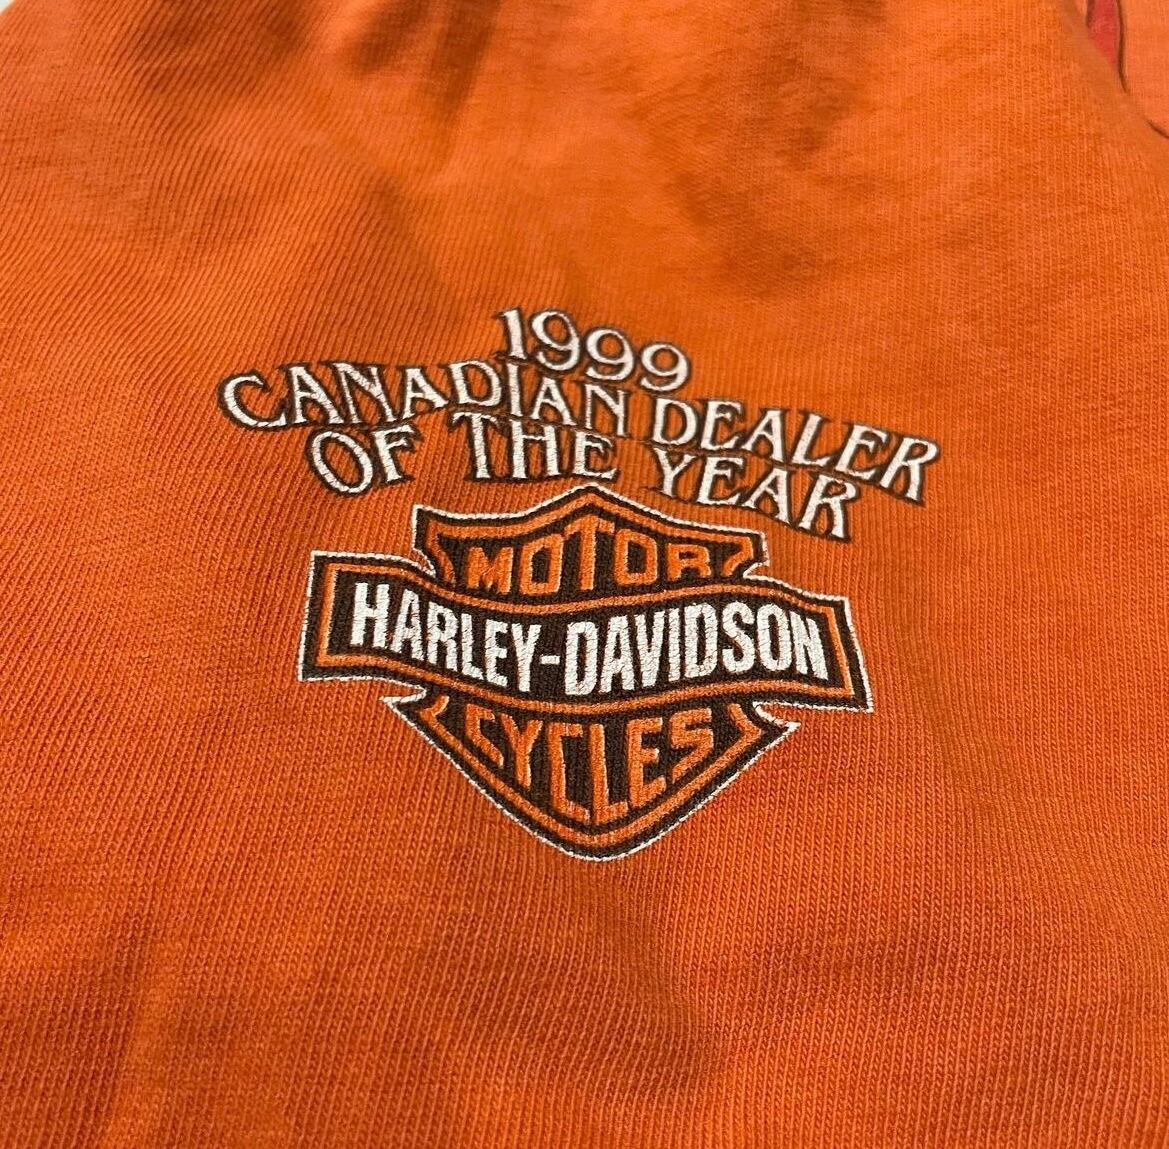 1999
CANADIAN DEALER
OF THE YEAR
MOTOR
HARLEY-DAVIDSON
CYCLES